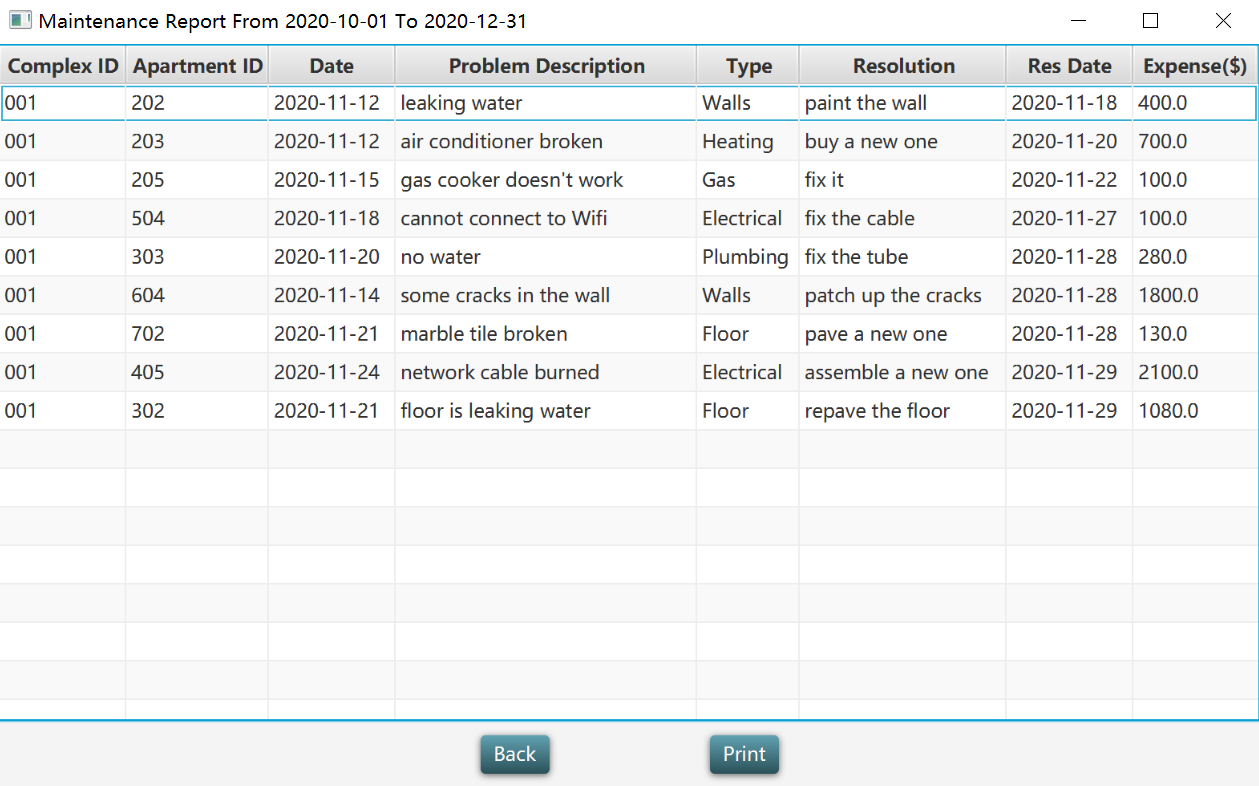 Maintenance Report From 2020-10-01 To 2020-12-31
Complex ID Apartment ID Date Problem Description Type Resolution Res Date Expense($)
001 202 2020-11-12 leaking water Walls paint the wall 2020-11-18 400.0
001 203 2020-11-12 air conditioner broken Heating buy a new one 2020-11-20 700.0
001 205 2020-11-15 gas cooker doesn't work Gas fix it 2020-11-22 100.0
001 504 2020-11-18 cannot connect to Wifi Electrical fix the cable 2020-11-27 100.0
001 303 2020-11-20 no water Plumbing fix the tube 2020-11-28 280.0
001 604 2020-11-14 some cracks in the wall Walls patch up the cracks 2020-11-28 1800.0
001 702 2020-11-21 marble tile broken Floor pave a new one 2020-11-28 130.0
001 405 2020-11-24 network cable burned Electrical assemble a new one 2020-11-29 2100.0
001 302 2020-11-21 floor is leaking water Floor repave the floor 2020-11-29 1080.0
Back Print